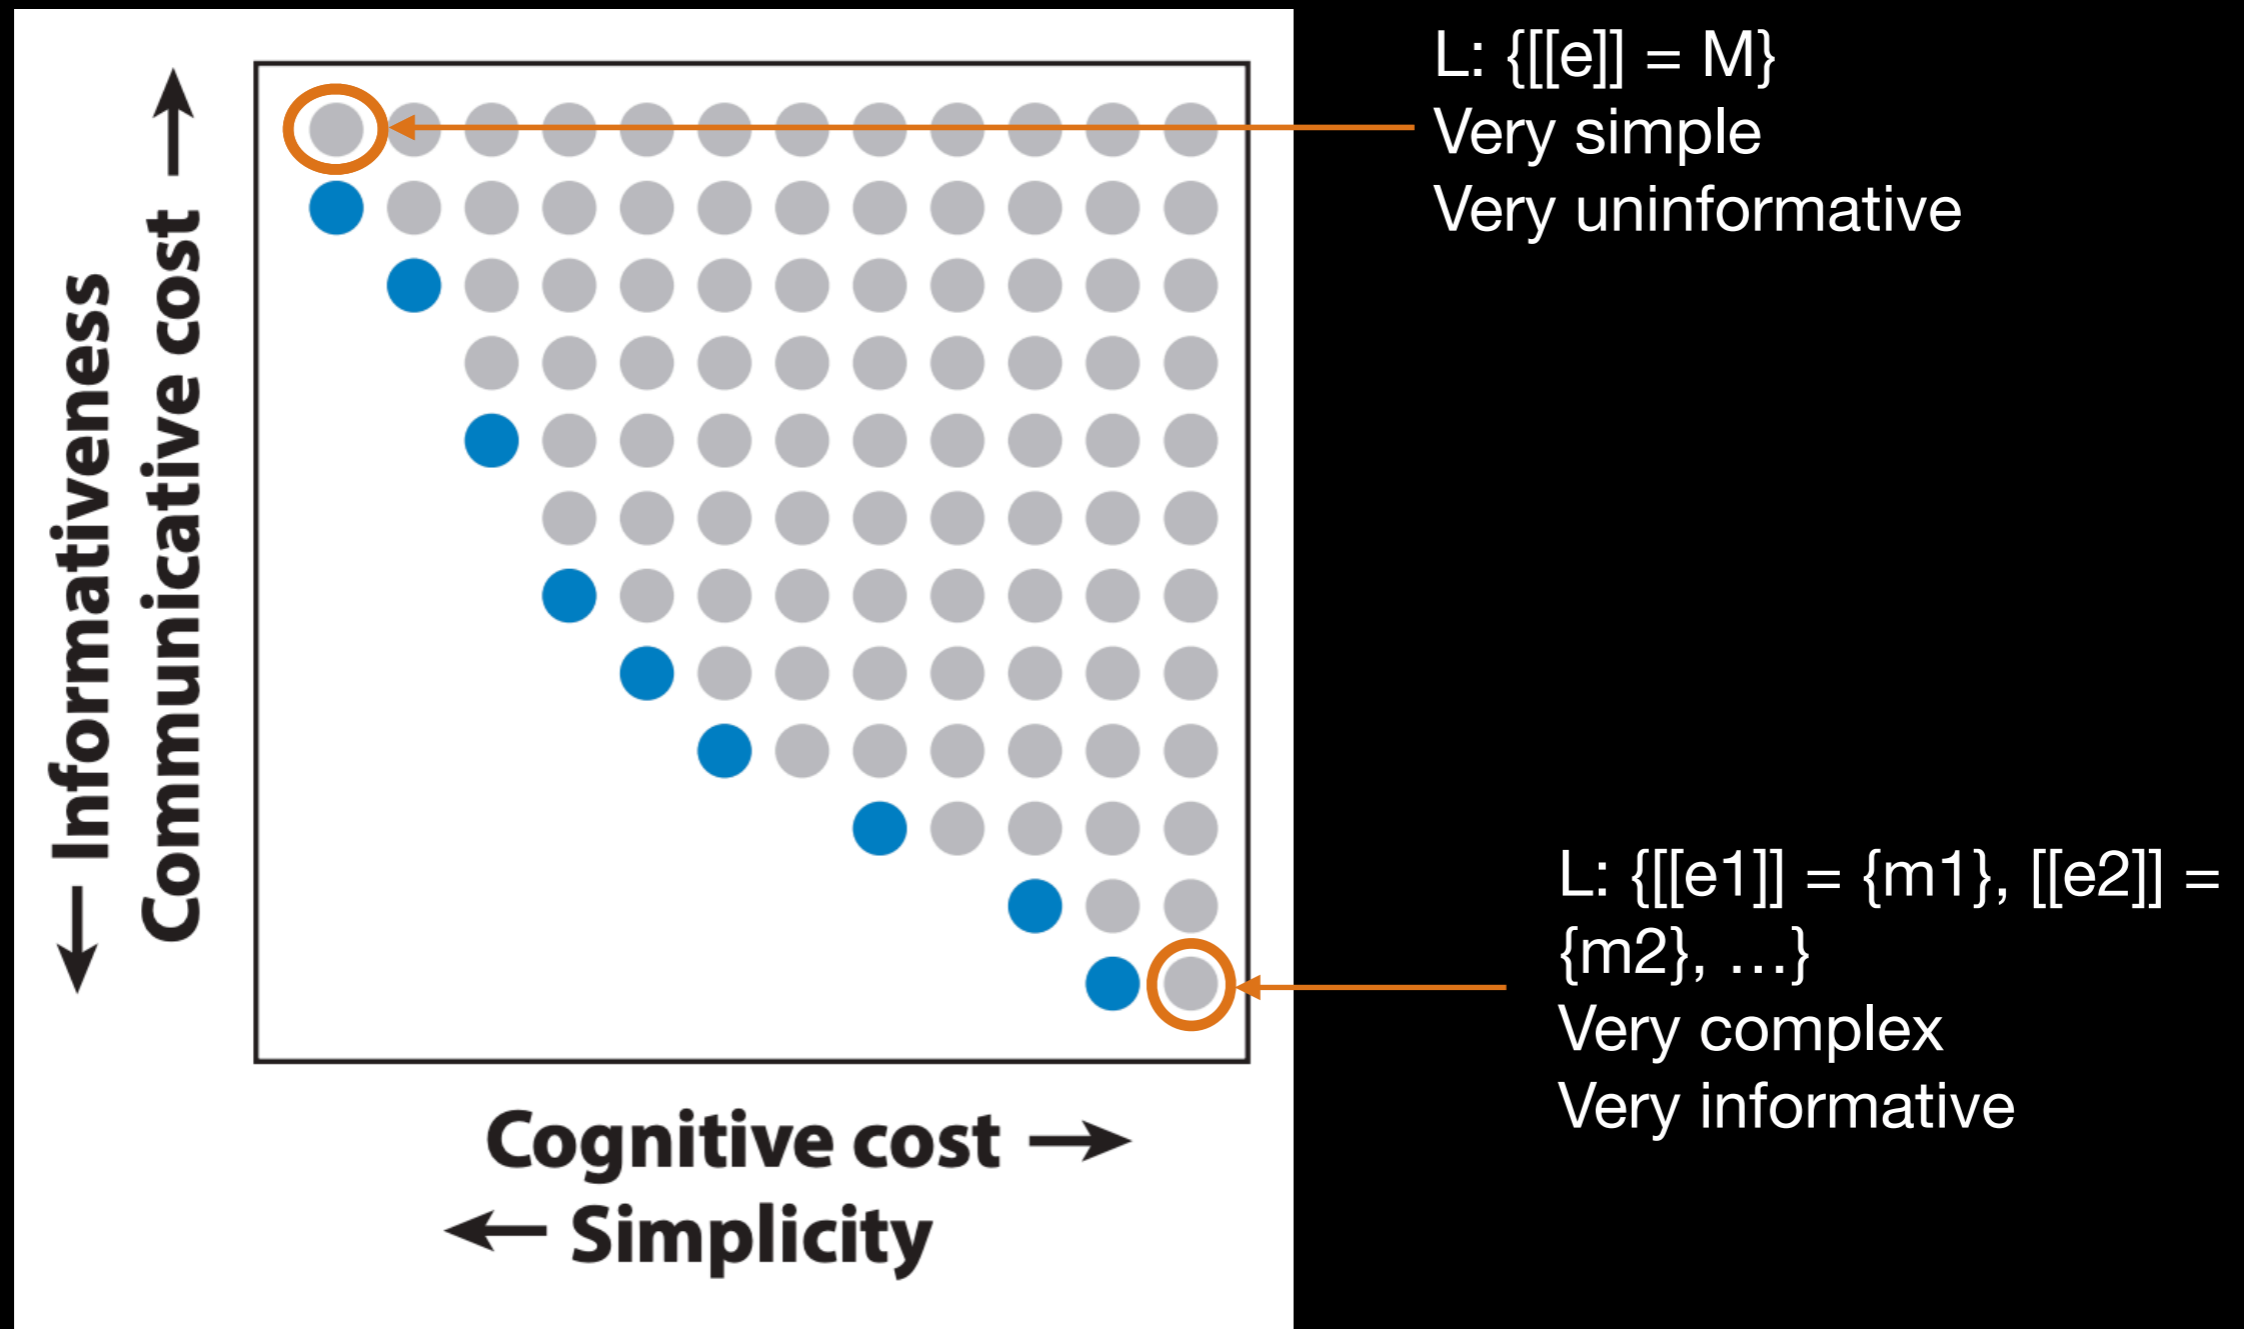 ← Informativeness
Communicative cost →
Cognitive cost →
← Simplicity
L: {[[e]] = M}
Very simple
Very uninformative
L: {[[e1]] = {m1}, [[e2]] =
{m2}, …}
Very complex
Very informative